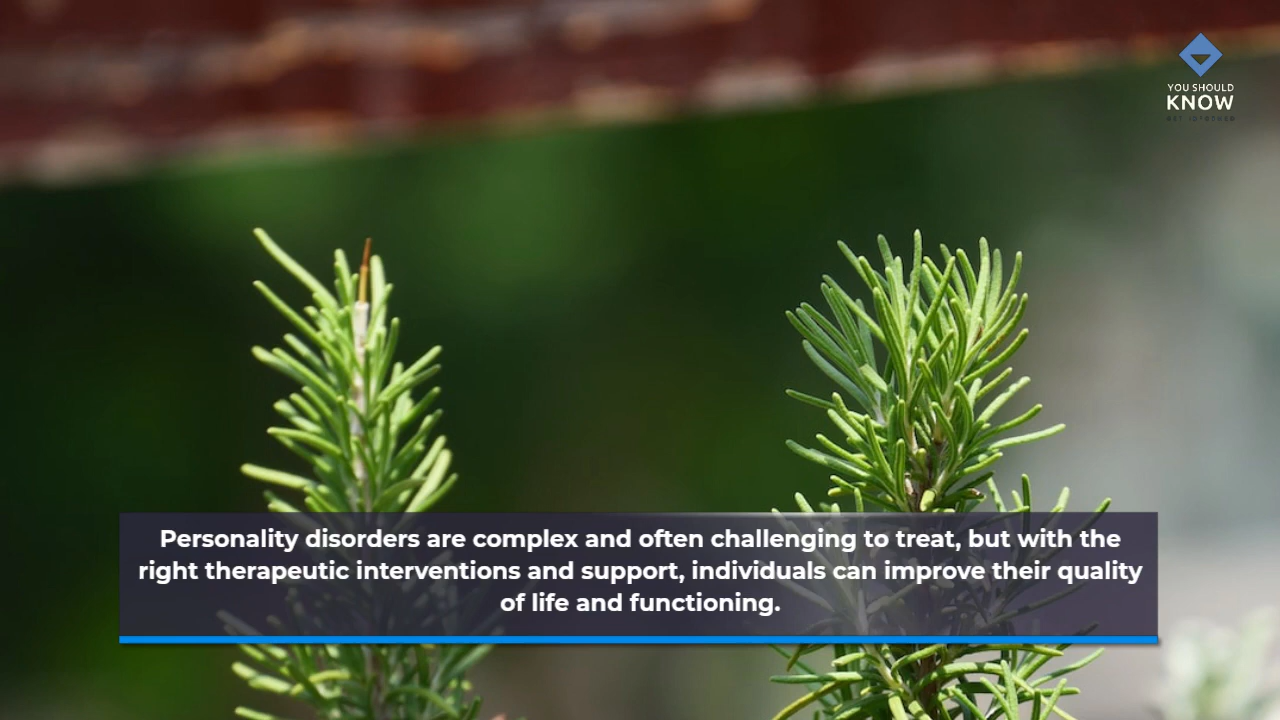 YOU SHOULD
KNOW
Personality disorders are complex and often challenging to treat, but with the
right therapeutic interventions and support, individuals can improve their quality
of life and functioning.